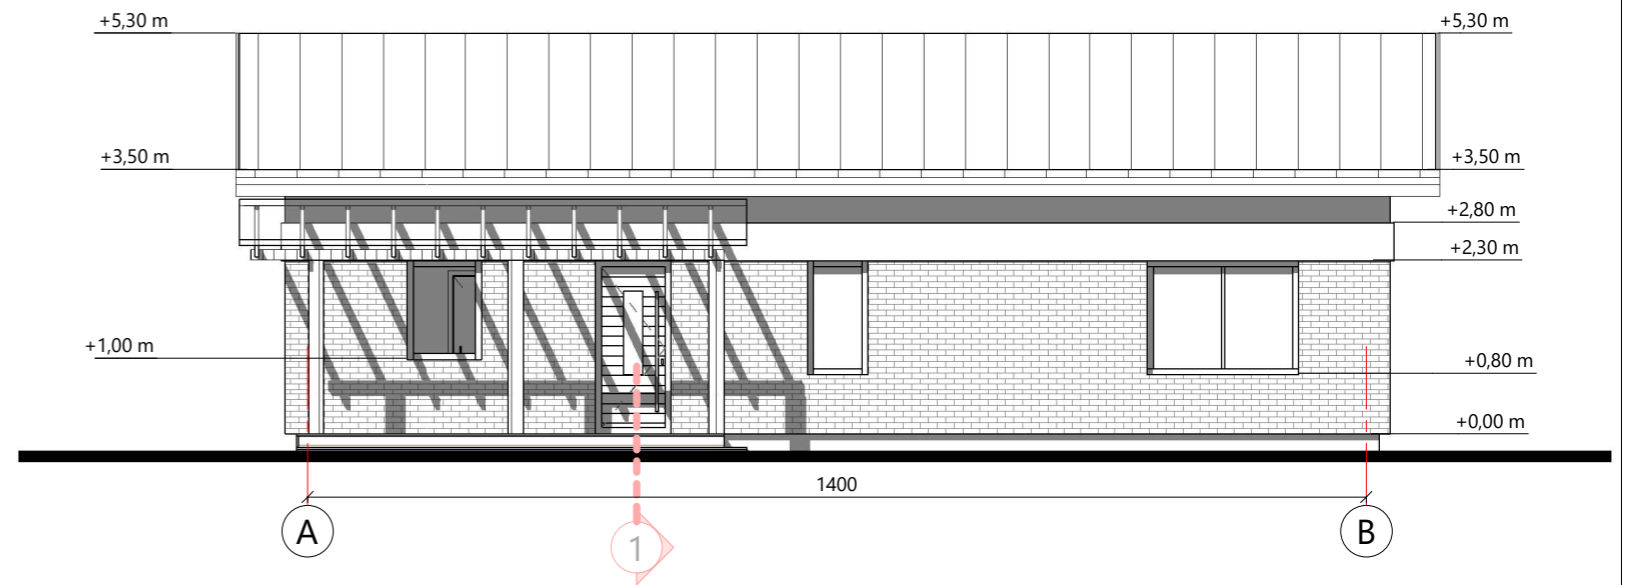 +5,30 m
+5,30 m
+3,50 m
+3,50 m
+2,80 m
+2,30 m
+1,00 m
+0,80 m
+0,00 m
1400
A
1
B